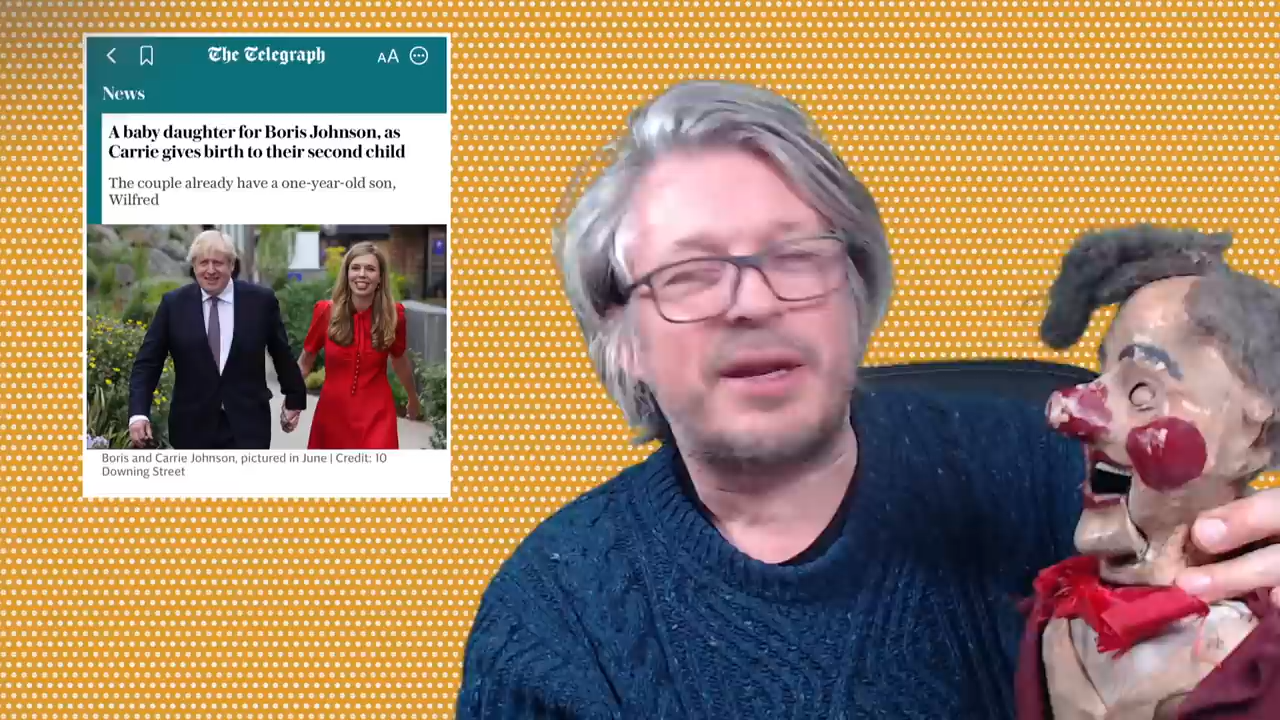 The Telegraph
AA
News
A baby daughter for Boris Johnson, as
Carrie gives birth to their second child
The couple already have a one-year-old son,
Wilfred
Boris and Carrie Johnson, pictured in June | Credit: 10
Downing Street